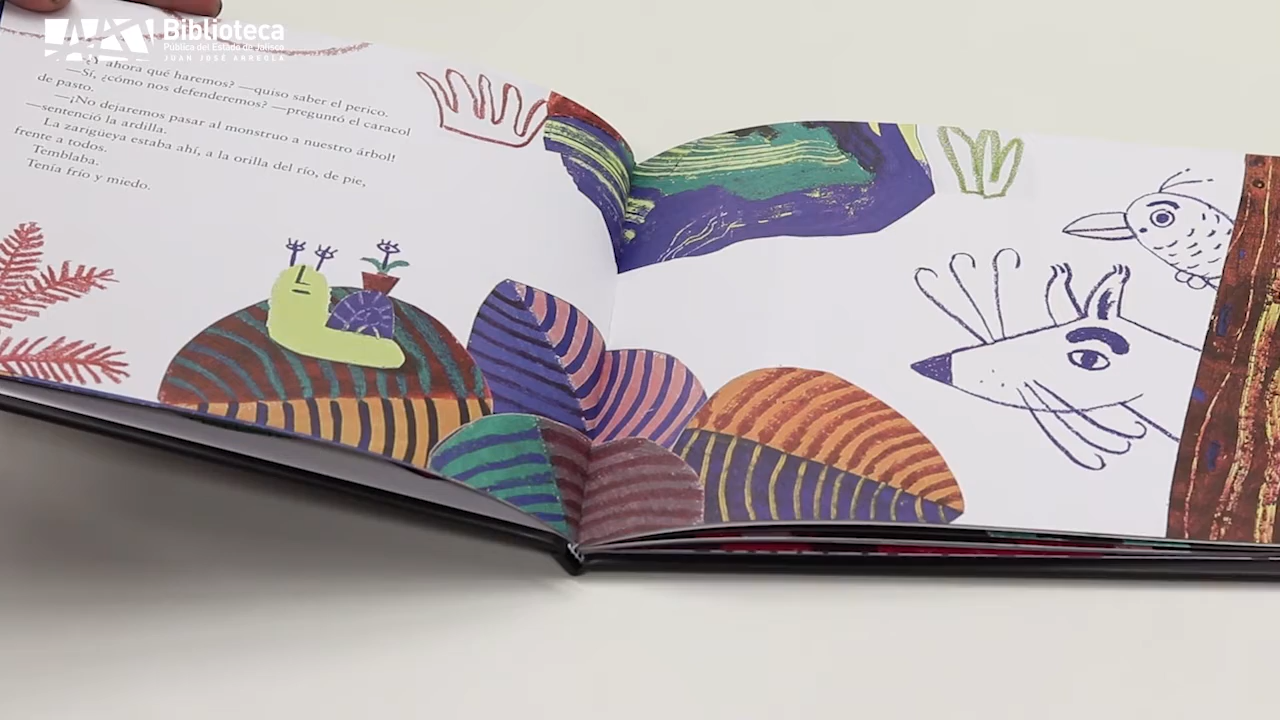 Biblioteca
Pública del Estado de Jalisco
JUAN JOSÉ ARREOLA
—¿Y ahora qué haremos? —quiso saber el perico.
—Sí, ¿cómo nos defenderemos? —preguntó el caracol
de pasto.
—¡No dejaremos pasar al monstruo a nuestro árbol!
—sentenció la ardilla.
La zarigüeya estaba ahí, a la orilla del río, de pie,
frente a todos.
Temblaba.
Tenía frío y miedo.